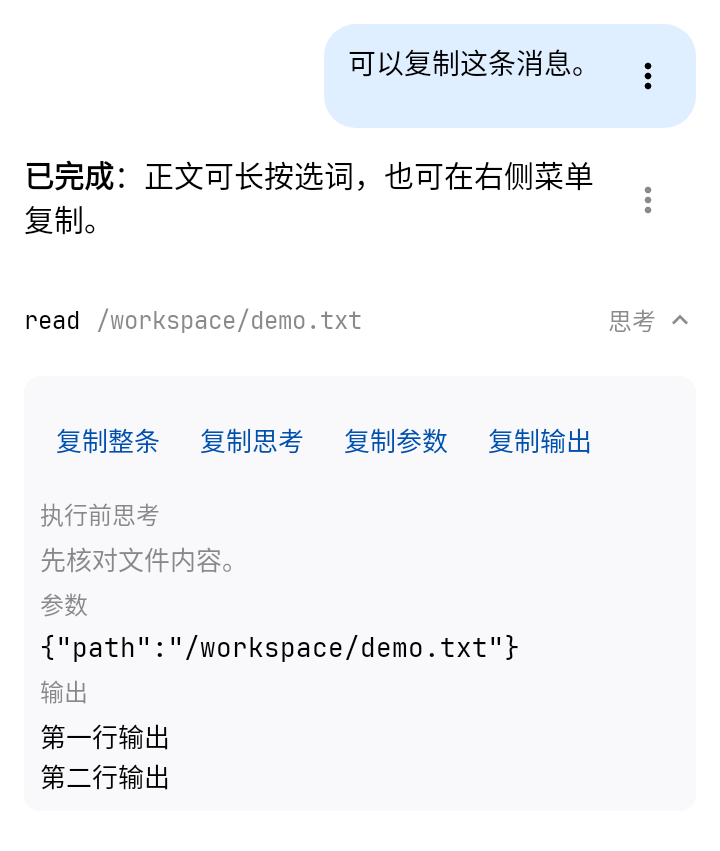 可以复制这条消息。
已完成：正文可长按选词，也可在右侧菜单
复制。
read /workspace/demo.txt 思考
复制整条 复制思考 复制参数 复制输出
执行前思考
先核对文件内容。
参数
{"path":"/workspace/demo.txt"}
输出
第一行输出
第二行输出